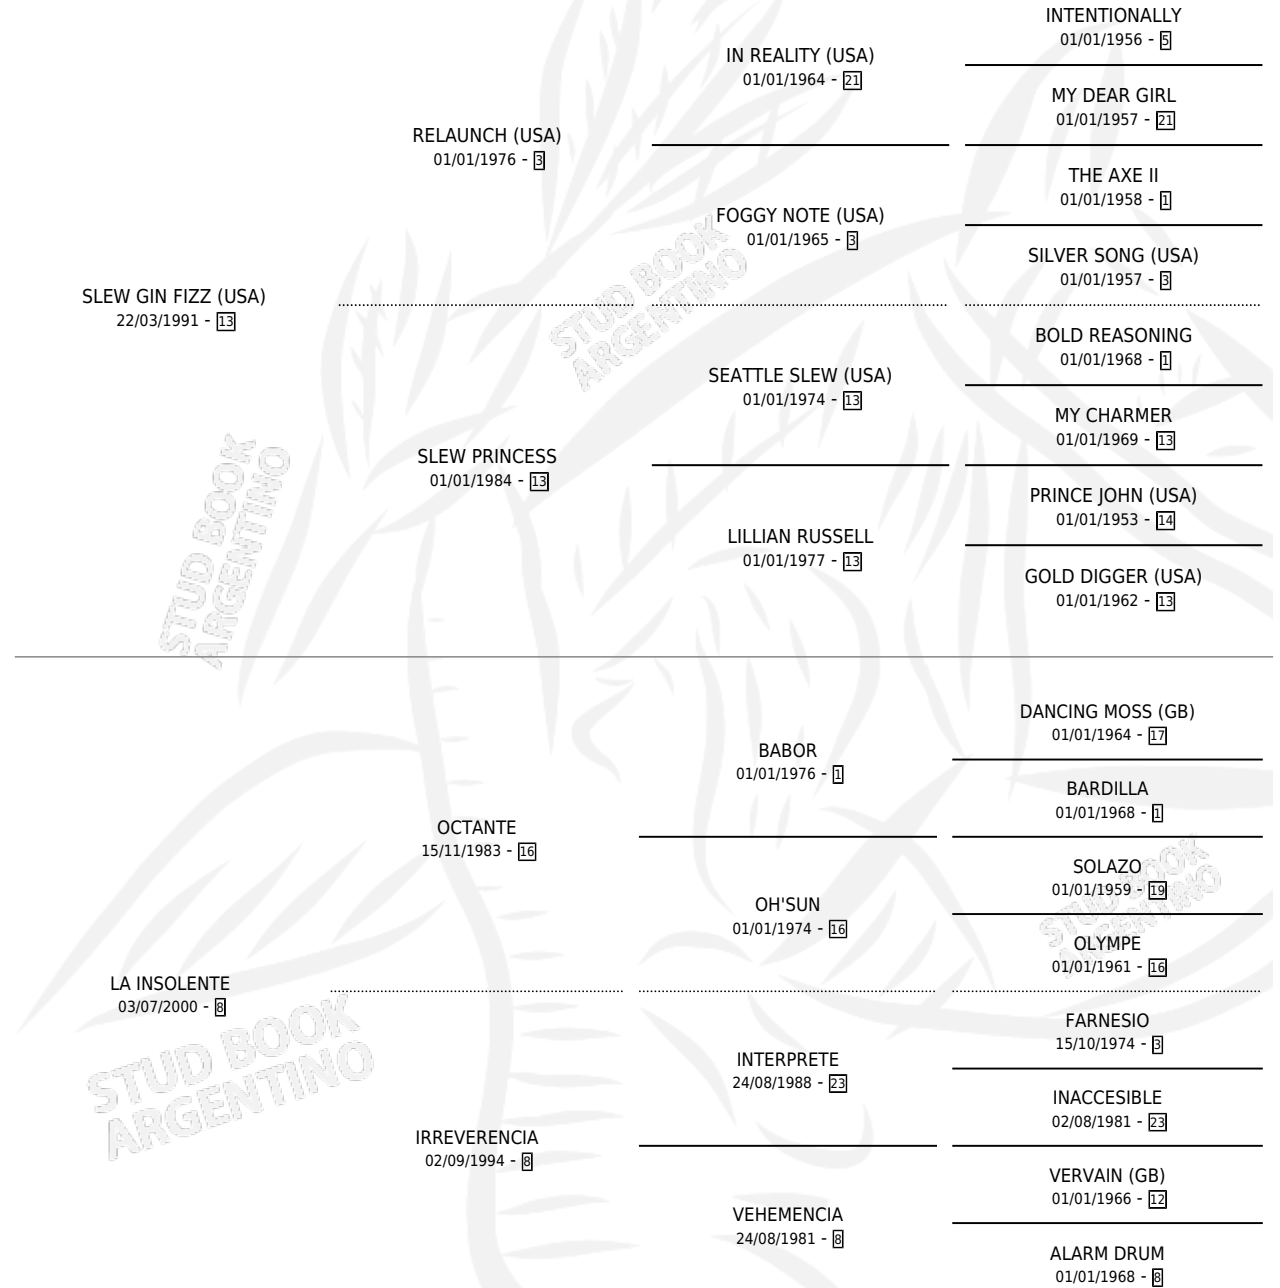 INTENTIONALLY
01/01/1956 - 5
IN REALITY (USA)
01/01/1964 - 21
MY DEAR GIRL
01/01/1957 - 21
RELAUNCH (USA)
01/01/1976 - 3
THE AXE II
01/01/1958 - 1
FOGGY NOTE (USA)
01/01/1965 - 3
SILVER SONG (USA)
01/01/1957 - 3
SLEW GIN FIZZ (USA)
22/03/1991 - 13
BOLD REASONING
01/01/1968 - 1
SEATTLE SLEW (USA)
01/01/1974 - 13
MY CHARMER
01/01/1969 - 13
SLEW PRINCESS
01/01/1984 - 13
PRINCE JOHN (USA)
01/01/1953 - 14
LILLIAN RUSSELL
01/01/1977 - 13
GOLD DIGGER (USA)
01/01/1962 - 13
DANCING MOSS (GB)
01/01/1964 - 17
BABOR
01/01/1976 - 1
BARDILLA
01/01/1968 - 1
OCTANTE
15/11/1983 - 16
SOLAZO
01/01/1959 - 19
OH'SUN
01/01/1974 - 16
OLYMPE
01/01/1961 - 16
LA INSOLENTE
03/07/2000 - 8
FARNESIO
15/10/1974 - 3
INTERPRETE
24/08/1988 - 23
INACCESIBLE
02/08/1981 - 23
IRREVERENCIA
02/09/1994 - 8
VERVAIN (GB)
01/01/1966 - 12
VEHEMENCIA
24/08/1981 - 8
ALARM DRUM
01/01/1968 - 8
STUD BOOK
ARGENTINO
STUD BOOK
ARGENTINO
STUD BOOK
ARGENTINO
STUD BOOK
ARGENTINO